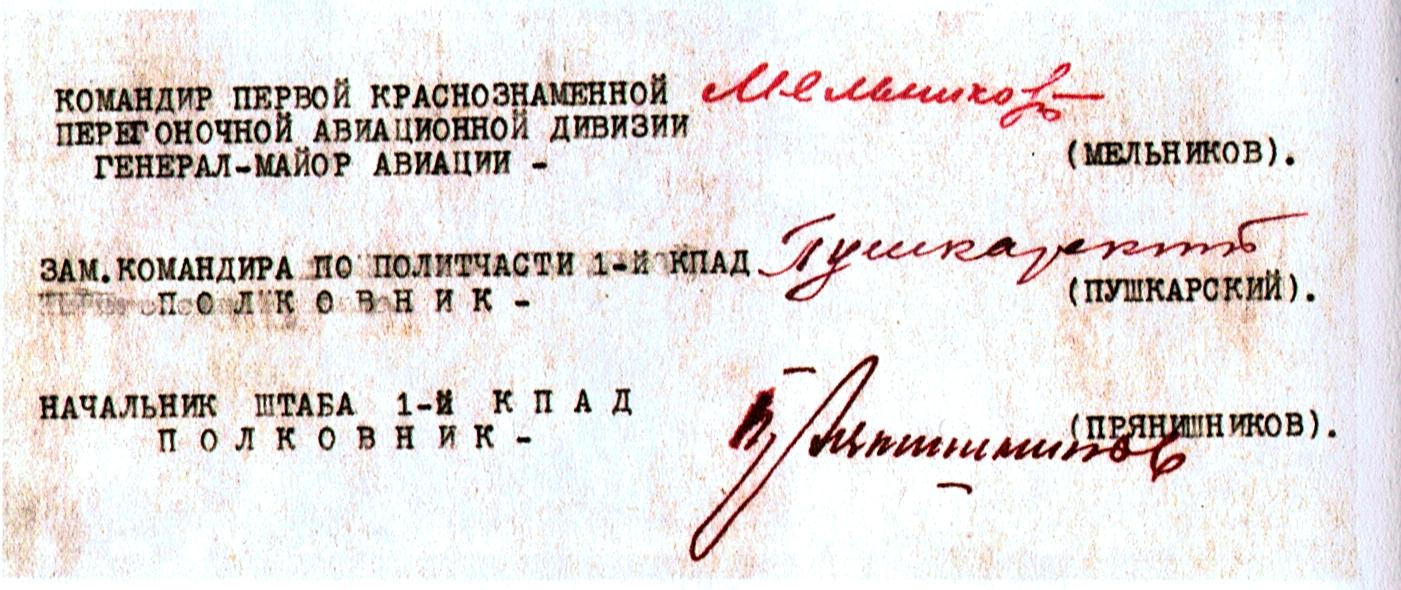 КОМАНДИР ПЕРВОЙ КРАСНОЗНАМЕННОЙ Мельников
ПЕРЕГОНОЧНОЙ АВИАЦИОННОЙ ДИВИЗИИ
ГЕНЕРАЛ-МАЙОР АВИАЦИИ - (МЕЛЬНИКОВ).
ЗАМ.КОМАНДИРА ПО ПОЛИТЧАСТИ 1-Й КПАД Пушкарский
П О Л К О В Н И К - (ПУШКАРСКИЙ).
НАЧАЛЬНИК ШТАБА 1-Й К П А Д
П О Л К О В Н И К - (ПРЯНИШНИКОВ).
Прянишников